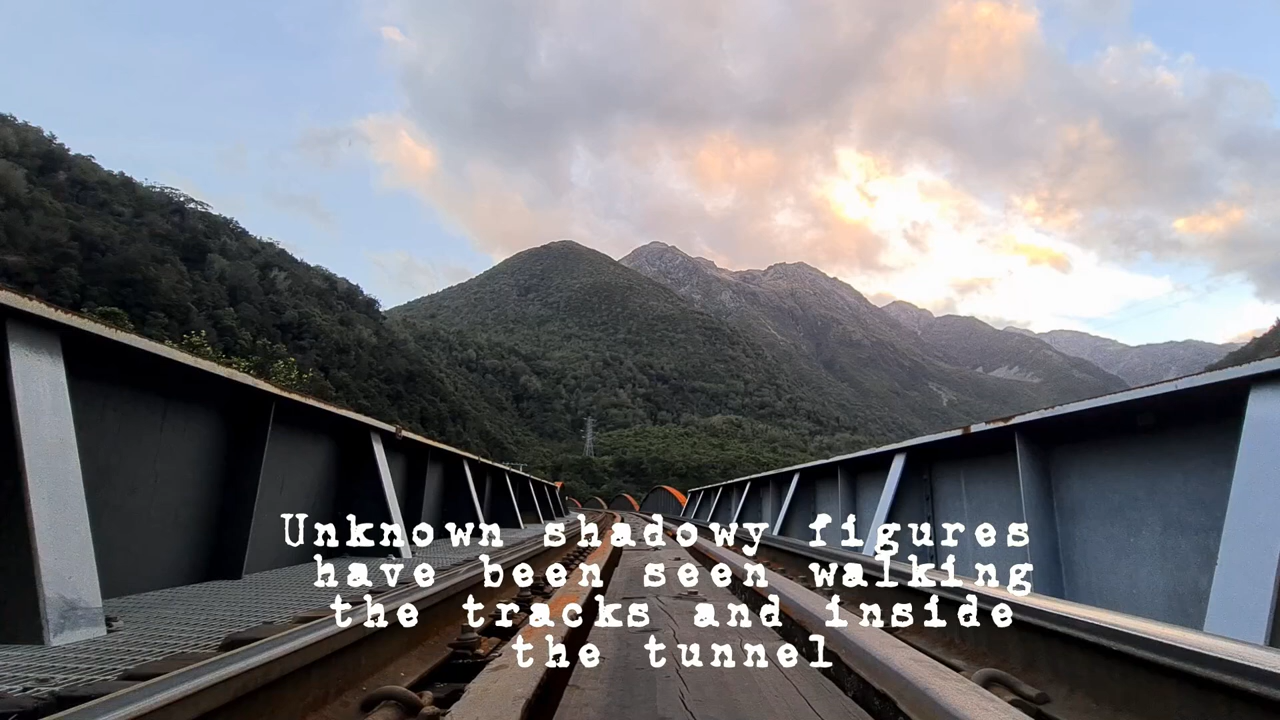 Unknown shadowy figures
have been seen walking
the tracks and inside
the tunnel